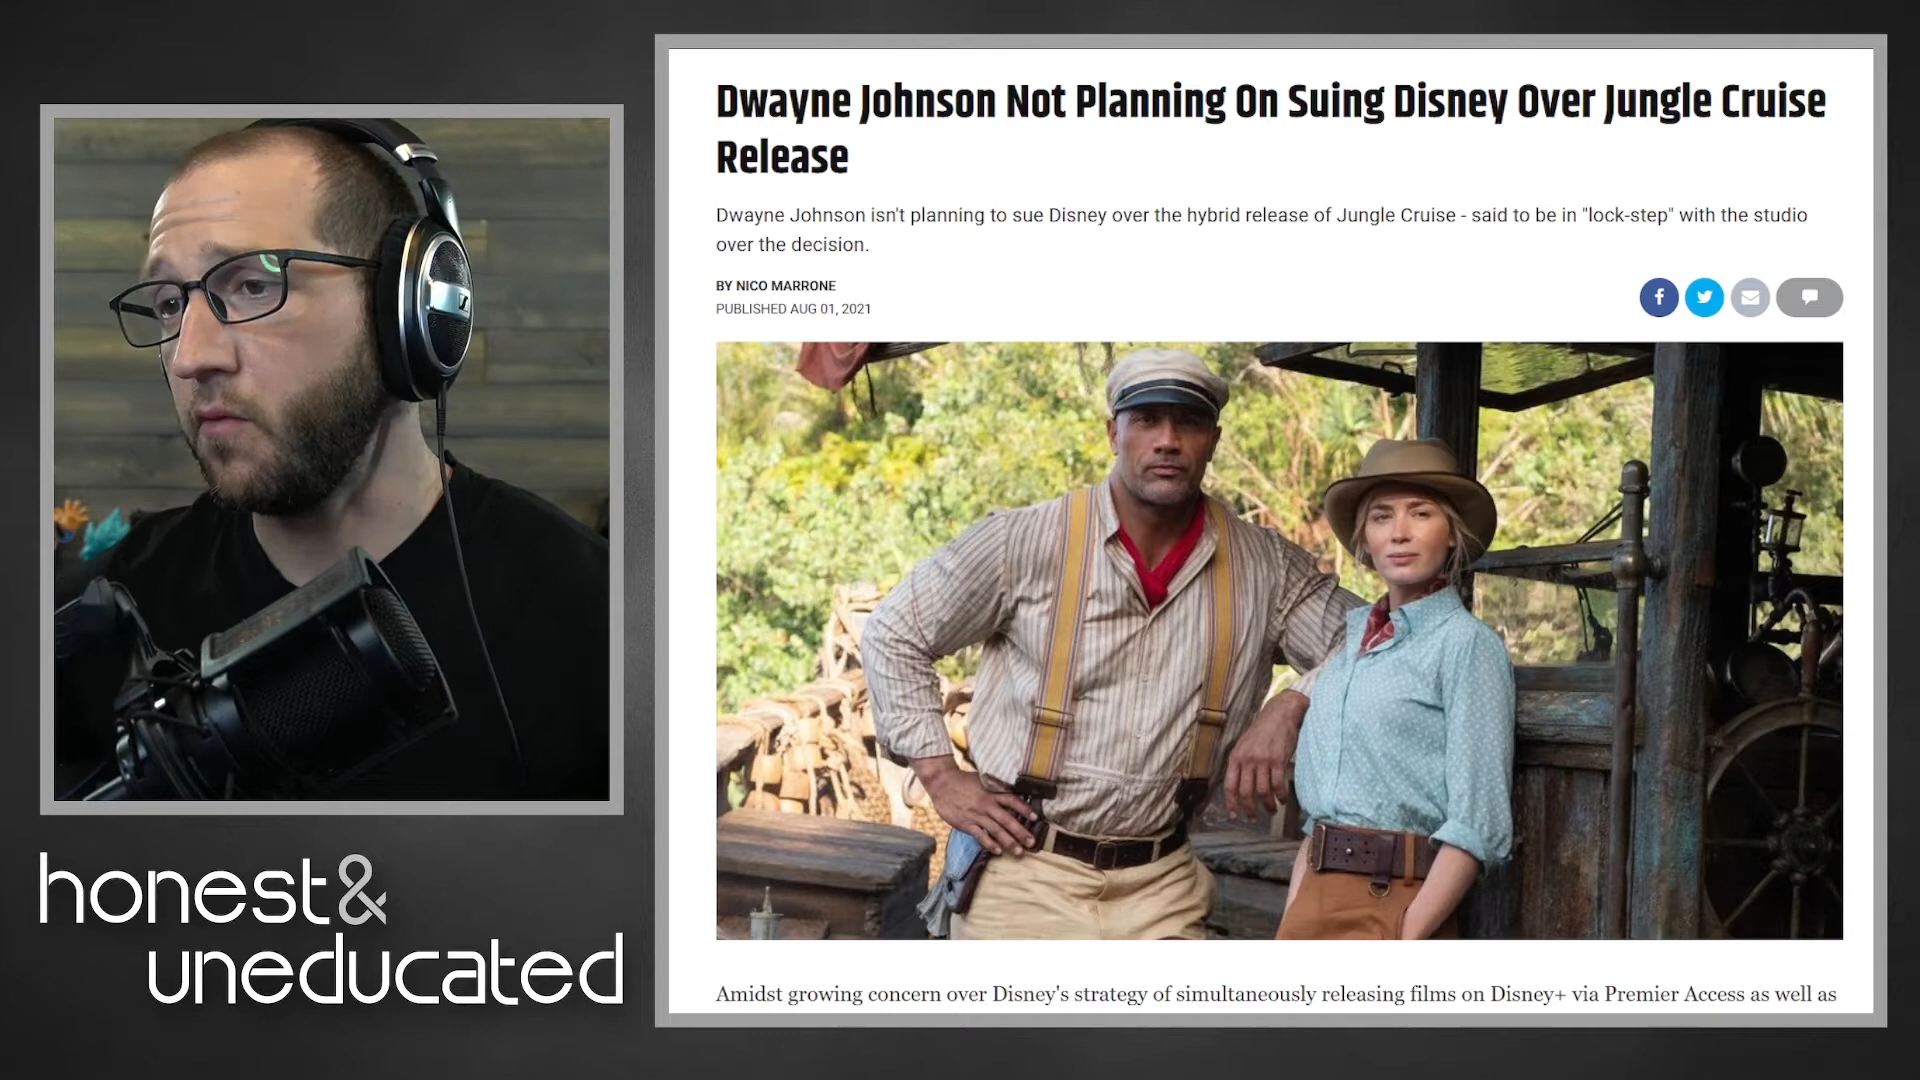 Dwayne Johnson Not Planning On Suing Disney Over Jungle Cruise
Release
Dwayne Johnson isn't planning to sue Disney over the hybrid release of Jungle Cruise - said to be in "lock-step" with the studio
over the decision.
BY NICO MARRONE
PUBLISHED AUG 01, 2021
Amidst growing concern over Disney's strategy of simultaneously releasing films on Disney+ via Premier Access as well as
honest&
uneducated